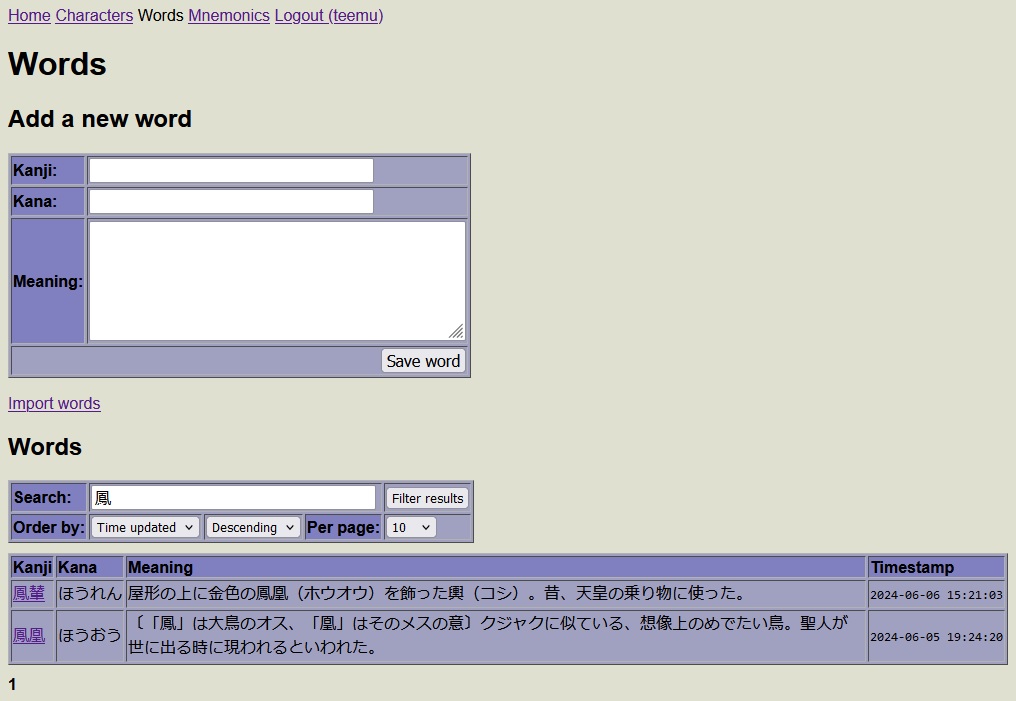 Home Characters Words Mnemonics Logout (teemu)
Words
Add a new word
Kanji:
Kana:
Meaning:
Save word
Import words
Words
Search: 鳳 Filter results
Order by: Time updated Descending Per page: 10
Kanji Kana Meaning Timestamp
鳳輦 ほうれん 屋形の上に金色の鳳凰（ホウオウ）を飾った輿（コシ）。昔、天皇の乗り物に使った。 2024-06-06 15:21:03
鳳凰 ほうおう 〔「鳳」は大鳥のオス、「凰」はそのメスの意〕クジャクに似ている、想像上のめでたい鳥。聖人が
世に出る時に現われるといわれた。 2024-06-05 19:24:20
1